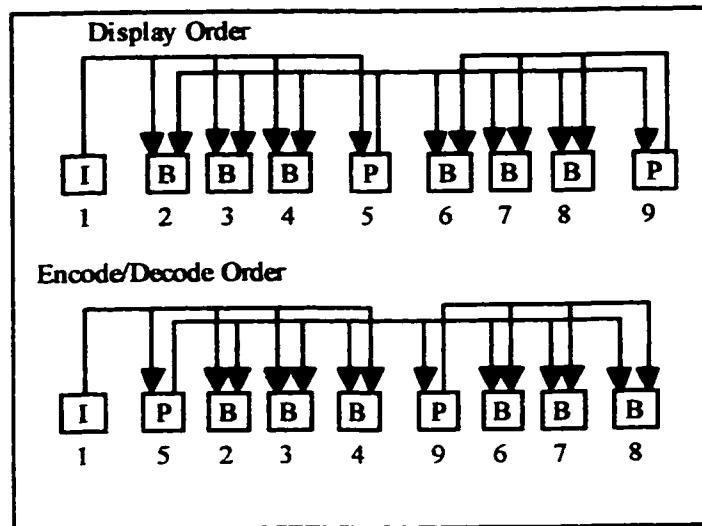 Display Order
I B B B P B B B P
1 2 3 4 5 6 7 8 9
Encode/Decode Order
I P B B B P B B B
1 5 2 3 4 9 6 7 8